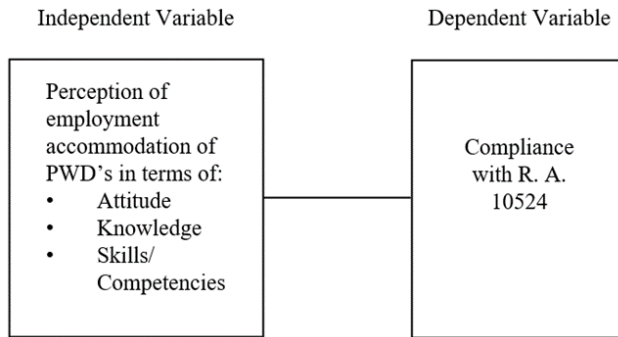 Independent Variable
Dependent Variable
Perception of
employment
accommodation of
PWD's in terms of:
• Attitude
• Knowledge
• Skills/
Competencies
Compliance
with R. A.
10524